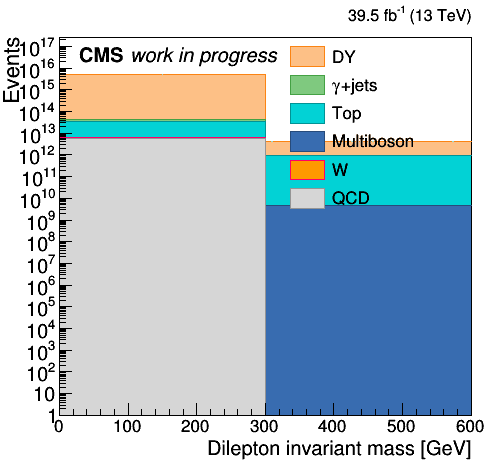 39.5 fb⁻¹ (13 TeV)
Events
CMS work in progress
DY
γ+jets
Top
Multiboson
W
QCD
10¹⁷
10¹⁶
10¹⁵
10¹⁴
10¹³
10¹²
10¹¹
10¹⁰
10⁹
10⁸
10⁷
10⁶
10⁵
10⁴
10³
10²
10
1
0 100 200 300 400 500 600
Dilepton invariant mass [GeV]